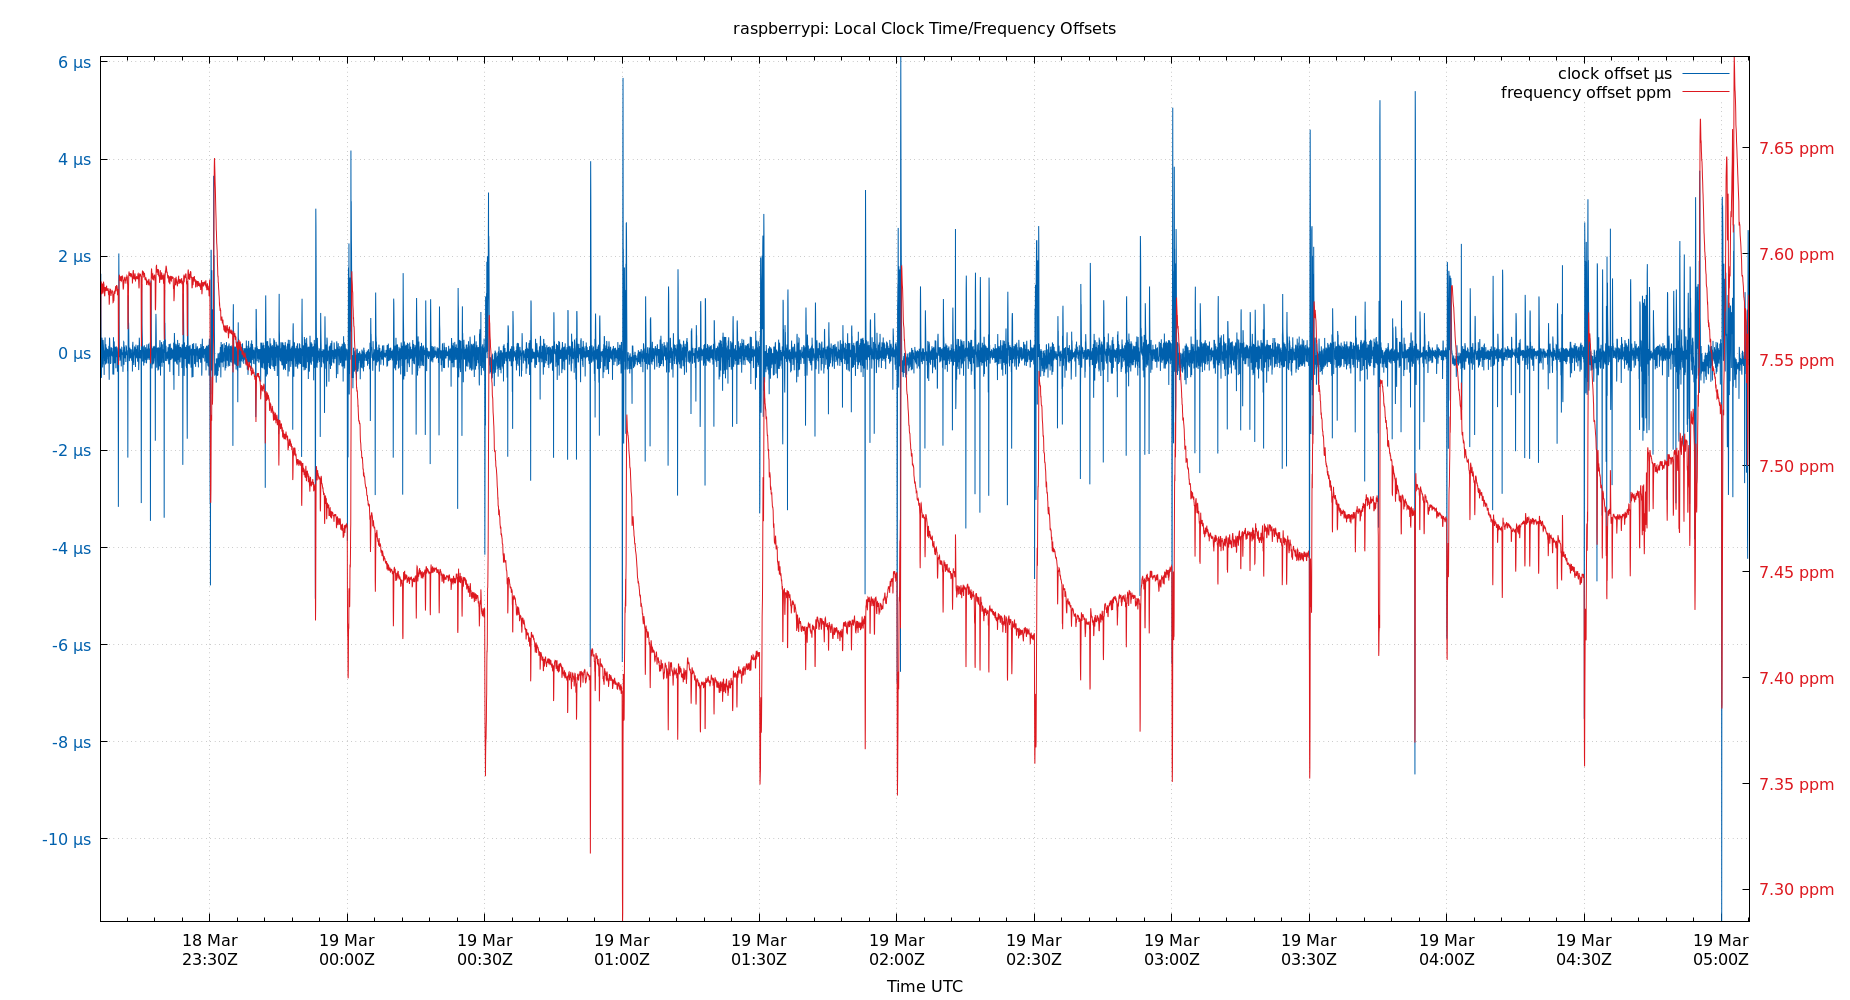 raspberrypi: Local Clock Time/Frequency Offsets
clock offset µs
frequency offset ppm
6 µs
4 µs
2 µs
0 µs
-2 µs
-4 µs
-6 µs
-8 µs
-10 µs
7.65 ppm
7.60 ppm
7.55 ppm
7.50 ppm
7.45 ppm
7.40 ppm
7.35 ppm
7.30 ppm
18 Mar 19 Mar 19 Mar 19 Mar 19 Mar 19 Mar 19 Mar 19 Mar 19 Mar 19 Mar 19 Mar 19 Mar
23:30Z 00:00Z 00:30Z 01:00Z 01:30Z 02:00Z 02:30Z 03:00Z 03:30Z 04:00Z 04:30Z 05:00Z
Time UTC